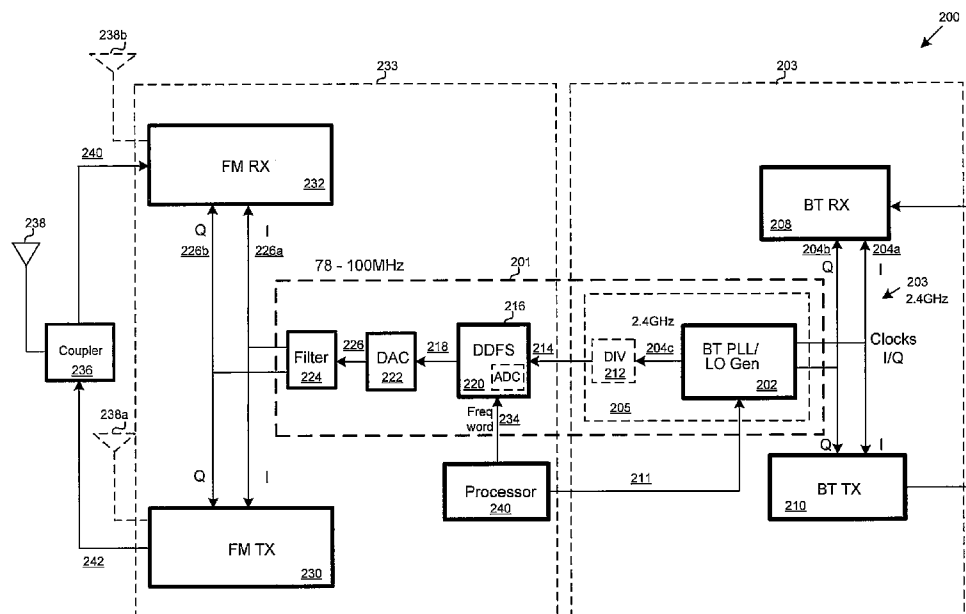 200
238b
233
203
240
FM RX
232
BT RX
208
238
Q
I
226b
226a
204b
204a
Q
I
203
2.4GHz
78 - 100MHz
201
216
2.4GHz
Clocks
I/Q
Coupler
236
Filter
224
226
DAC
222
218
DDFS
220
ADC
214
DIV
212
204c
BT PLL/
LO Gen
202
205
Freq
word
234
238a
Q
I
Processor
240
211
Q
I
BT TX
210
242
FM TX
230